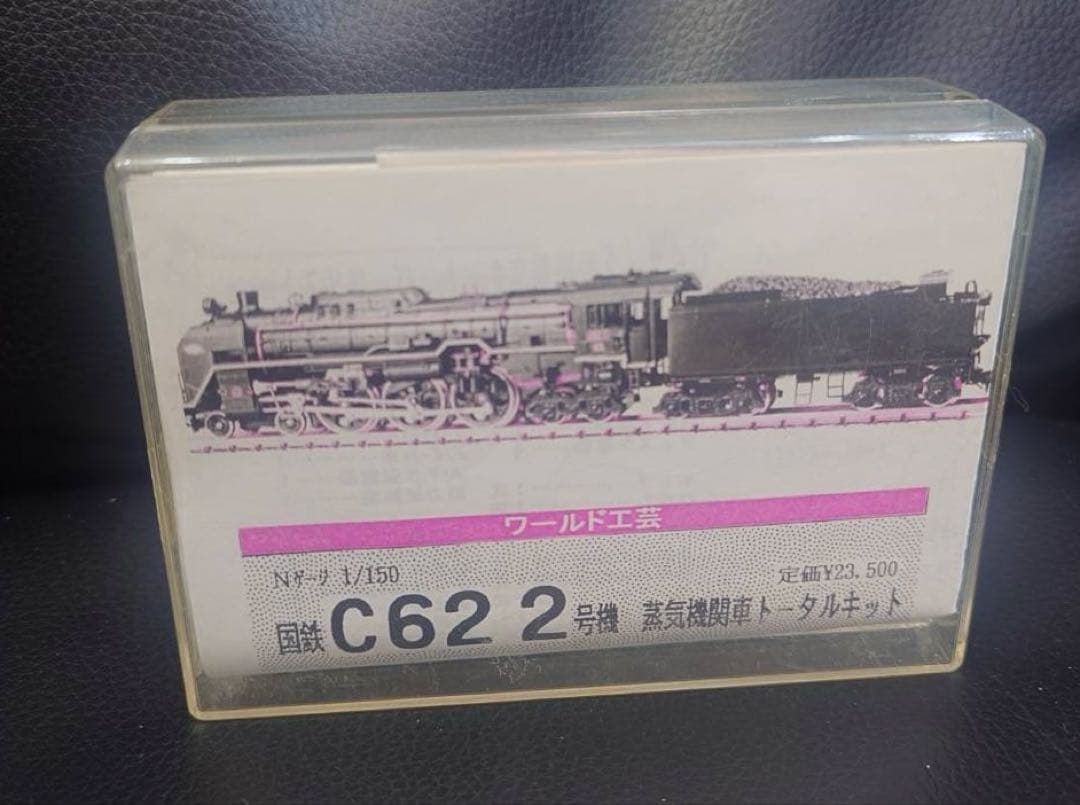 ワールド工芸
Nゲージ 1/150
定価¥23,500
国鉄 C62 2号機 蒸気機関車トータルキット